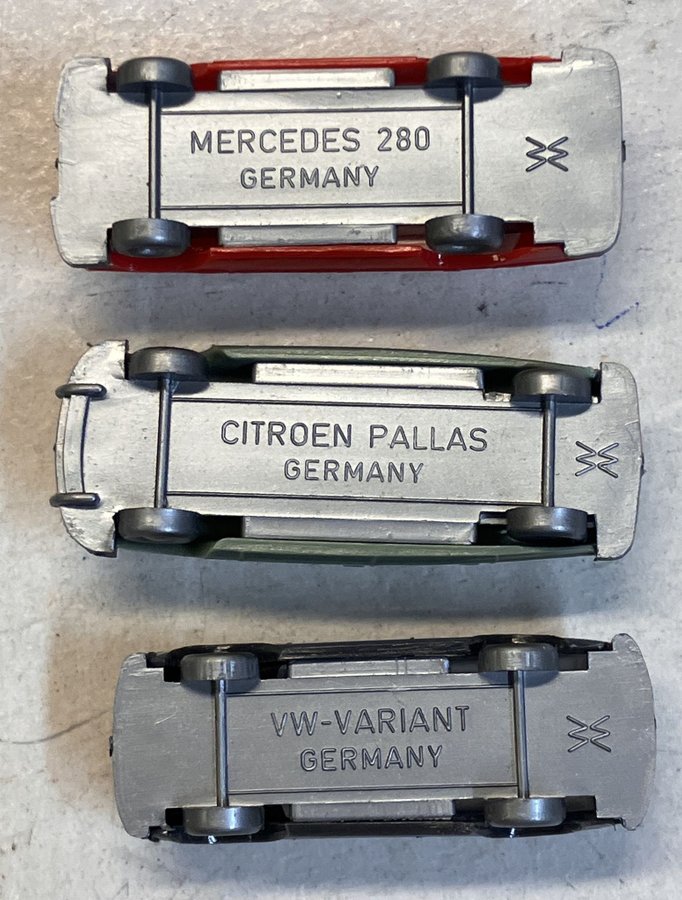 MERCEDES 280
GERMANY
CITROEN PALLAS
GERMANY
VW-VARIANT
GERMANY